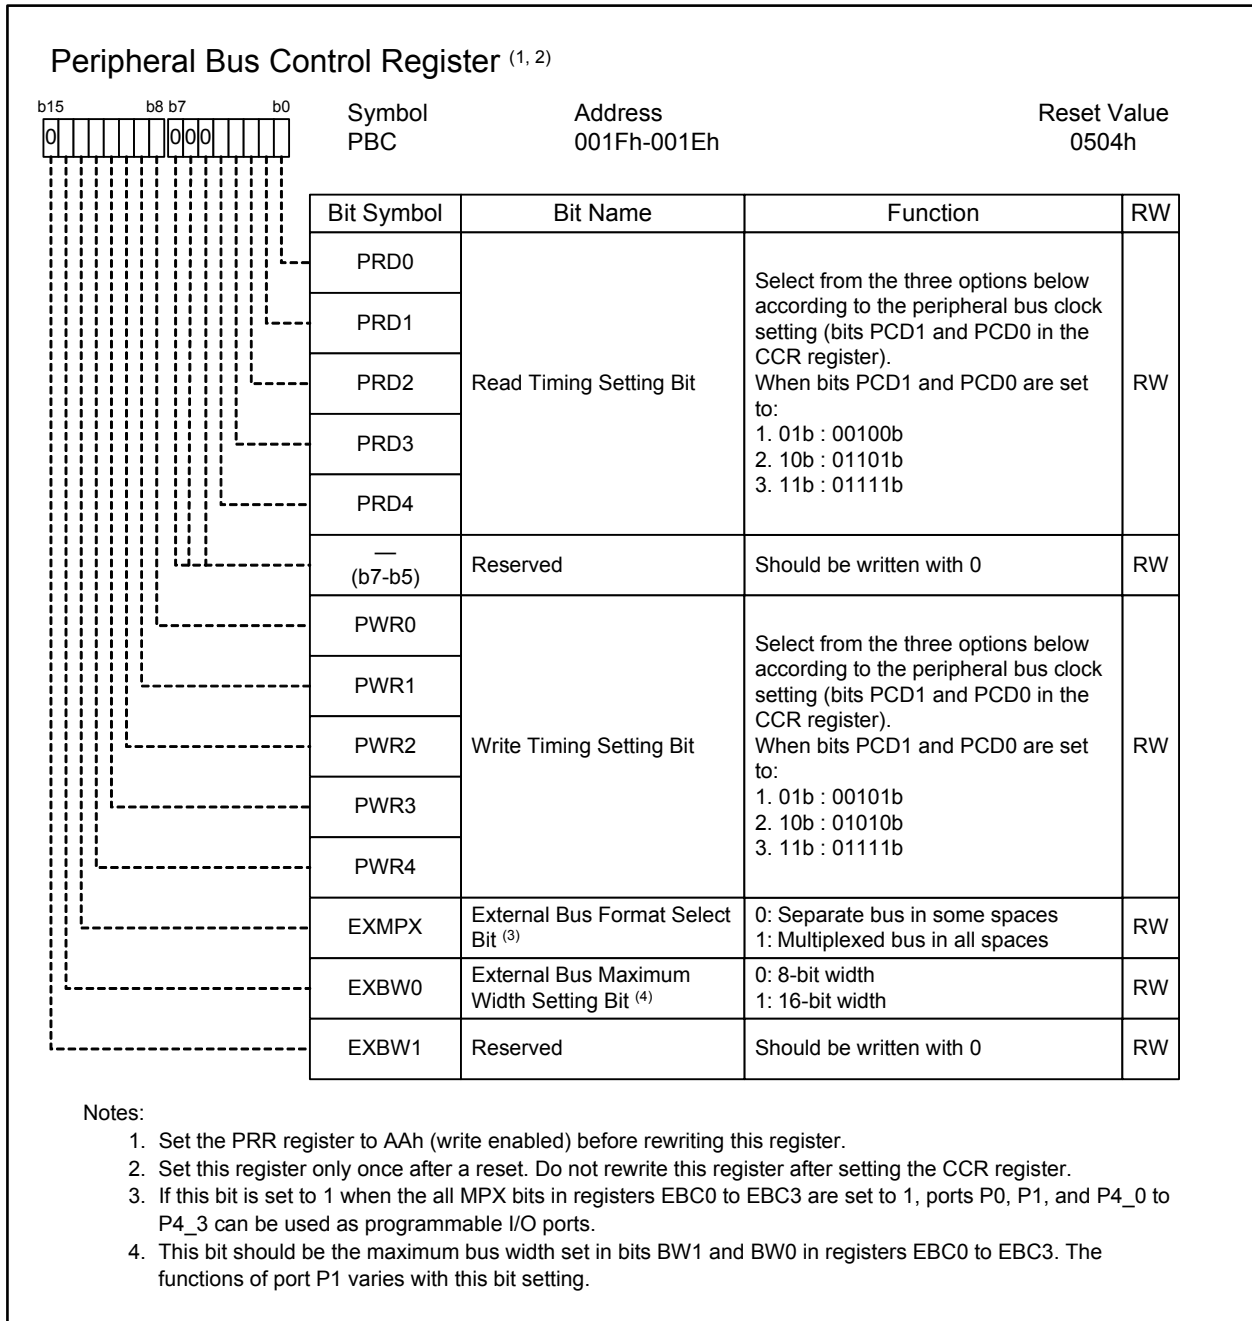 Peripheral Bus Control Register (1, 2)
b15 b8 b7 b0
0 0 0 0
Symbol Address Reset Value
PBC 001Fh-001Eh 0504h
Bit Symbol Bit Name Function RW
PRD0
PRD1
PRD2
PRD3
PRD4
Read Timing Setting Bit
Select from the three options below
according to the peripheral bus clock
setting (bits PCD1 and PCD0 in the
CCR register).
When bits PCD1 and PCD0 are set
to:
1. 01b : 00100b
2. 10b : 01101b
3. 11b : 01111b
RW
—
(b7-b5)
Reserved
Should be written with 0
RW
PWR0
PWR1
PWR2
PWR3
PWR4
Write Timing Setting Bit
Select from the three options below
according to the peripheral bus clock
setting (bits PCD1 and PCD0 in the
CCR register).
When bits PCD1 and PCD0 are set
to:
1. 01b : 00101b
2. 10b : 01010b
3. 11b : 01111b
RW
EXMPX
External Bus Format Select
Bit (3)
0: Separate bus in some spaces
1: Multiplexed bus in all spaces
RW
EXBW0
External Bus Maximum
Width Setting Bit (4)
0: 8-bit width
1: 16-bit width
RW
EXBW1
Reserved
Should be written with 0
RW
Notes:
1. Set the PRR register to AAh (write enabled) before rewriting this register.
2. Set this register only once after a reset. Do not rewrite this register after setting the CCR register.
3. If this bit is set to 1 when the all MPX bits in registers EBC0 to EBC3 are set to 1, ports P0, P1, and P4_0 to
P4_3 can be used as programmable I/O ports.
4. This bit should be the maximum bus width set in bits BW1 and BW0 in registers EBC0 to EBC3. The
functions of port P1 varies with this bit setting.